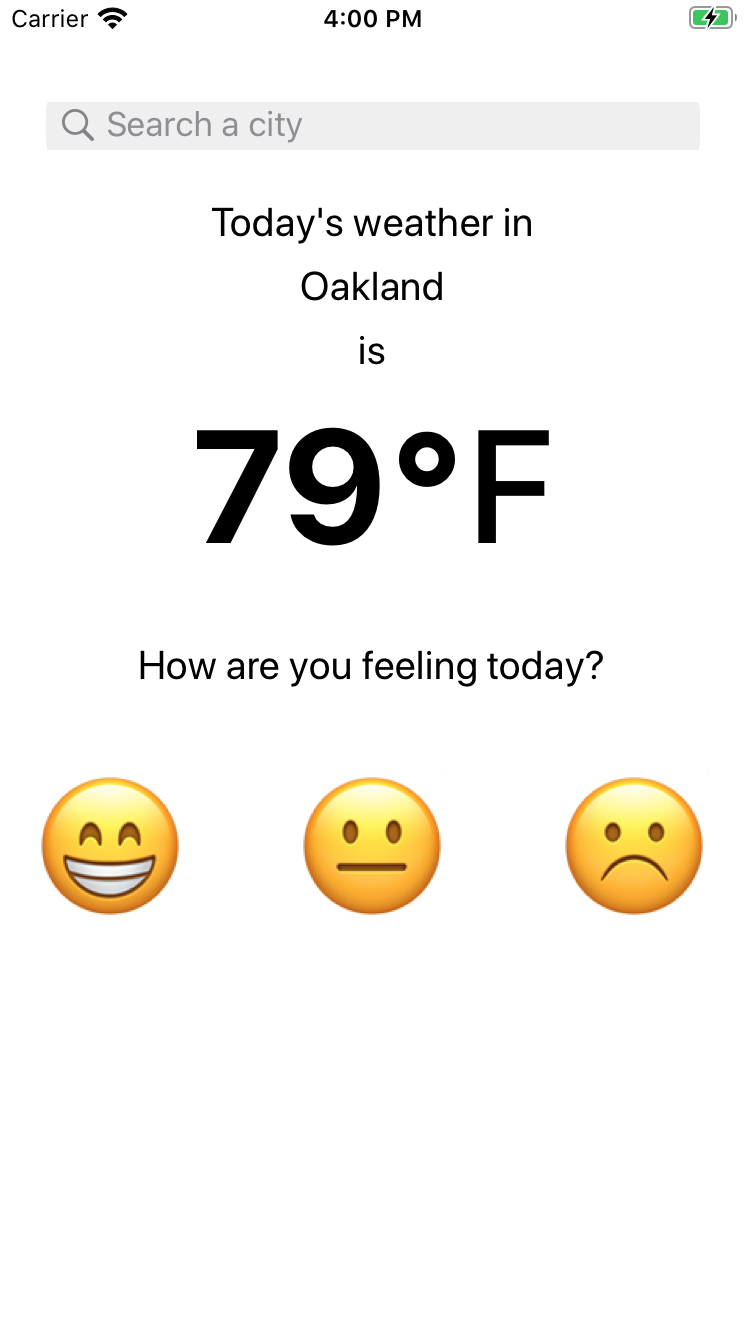 Carrier 4:00 PM
Search a city
Today's weather in
Oakland
is
79°F
How are you feeling today?